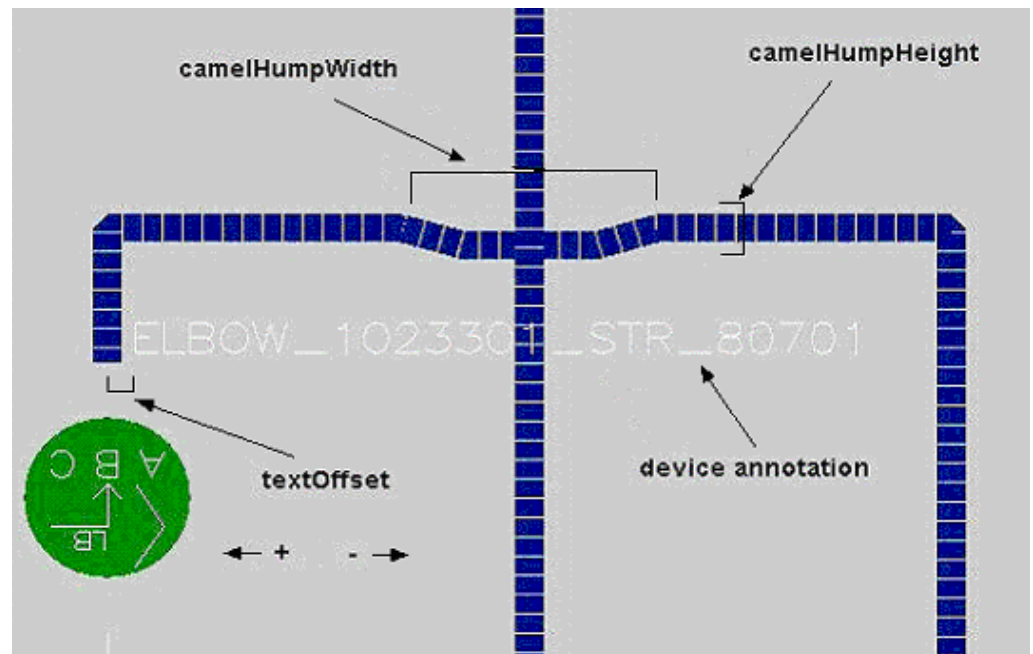 camelHumpWidth
camelHumpHeight
ELBOW_1023301_STR_80701
textOffset
device annotation
A B C
LB
+ -